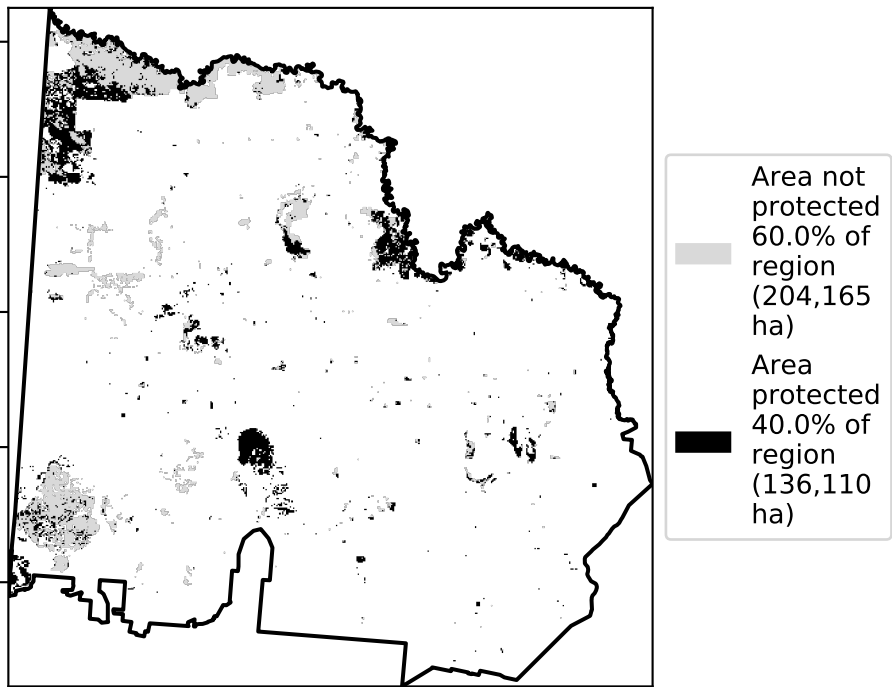 Area not
protected
60.0% of
region
(204,165
ha)
Area
protected
40.0% of
region
(136,110
ha)